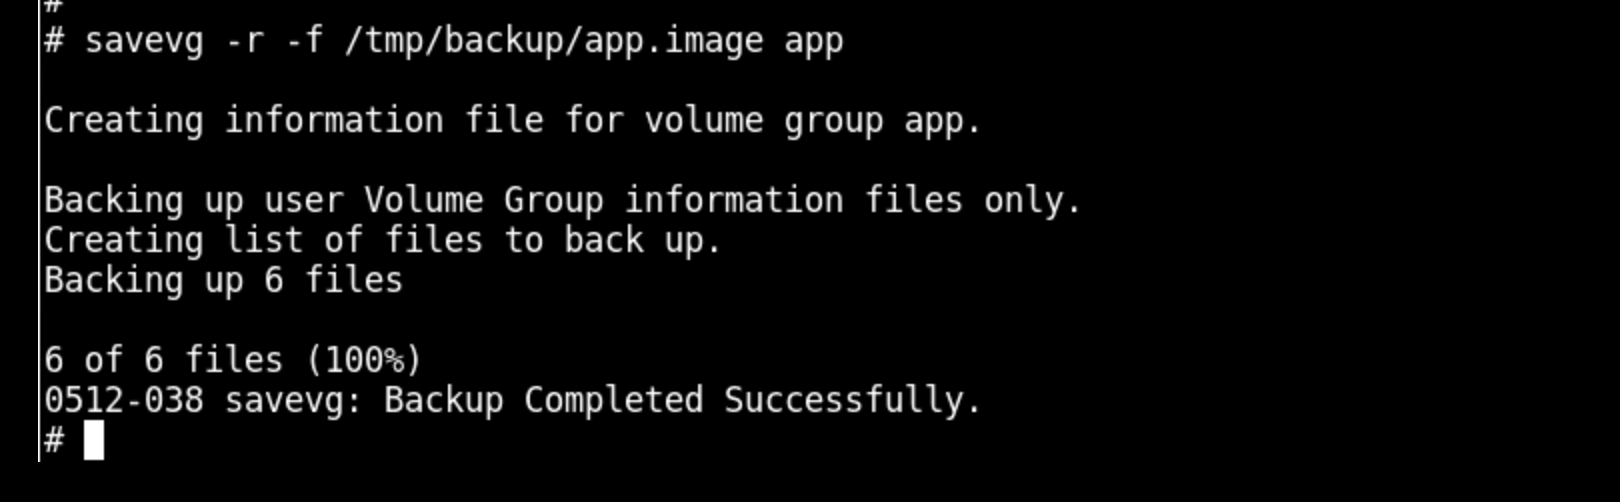 #
# savevg -r -f /tmp/backup/app.image app
Creating information file for volume group app.
Backing up user Volume Group information files only.
Creating list of files to back up.
Backing up 6 files
6 of 6 files (100%)
0512-038 savevg: Backup Completed Successfully.
#